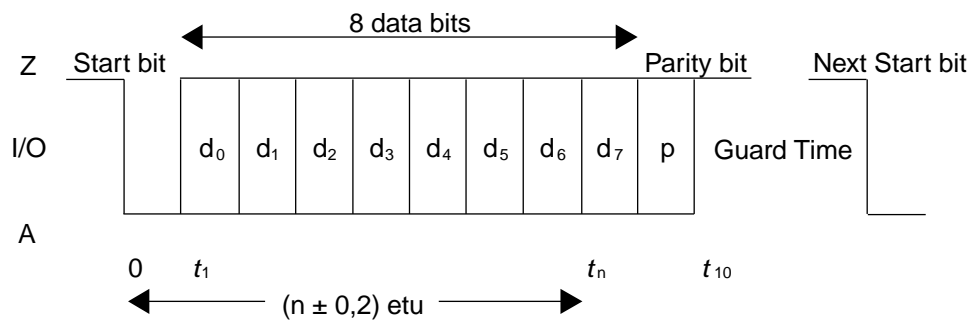 8 data bits
Z Start bit Parity bit Next Start bit
I/O d0 d1 d2 d3 d4 d5 d6 d7 p Guard Time
A
0 t1 tn t10
(n ± 0,2) etu